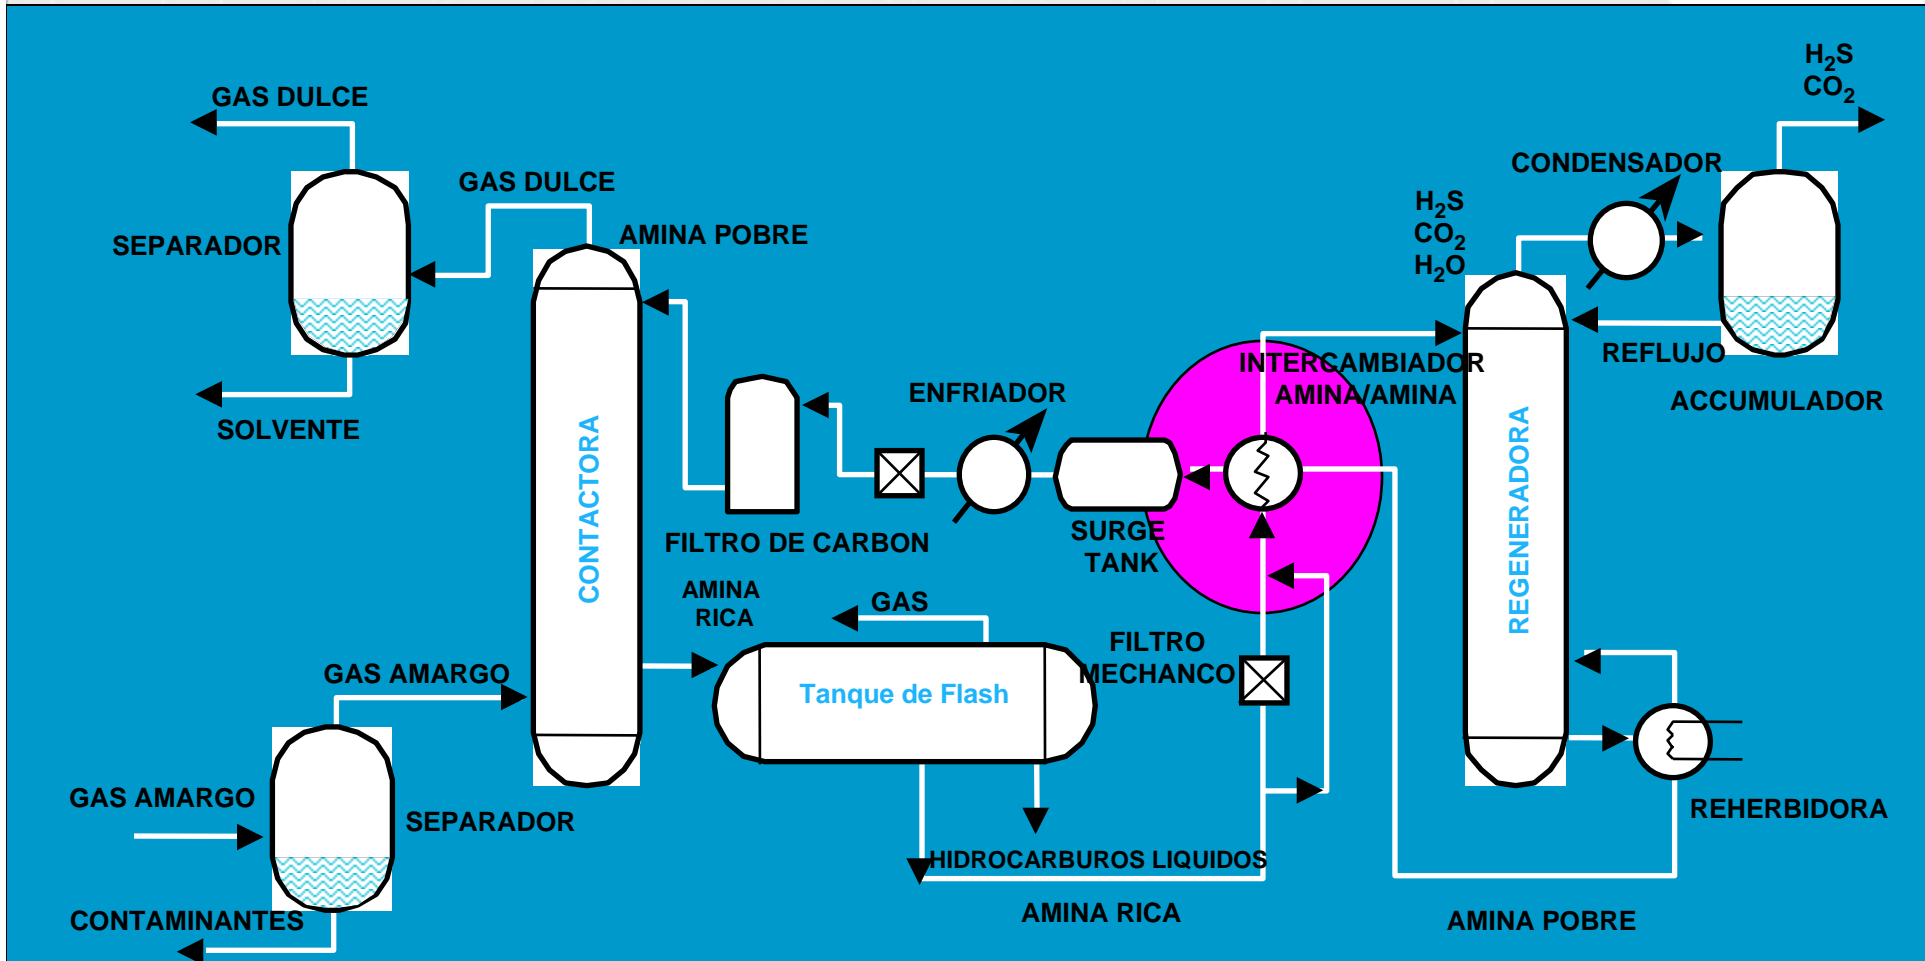 H2S
CO2
GAS DULCE
CONDENSADOR
GAS DULCE
H2S
CO2
H2O
AMINA POBRE
SEPARADOR
REFLUJO
INTERCAMBIADOR
AMINA/AMINA
ENFRIADOR
ACCUMULADOR
SOLVENTE
CONTACTORA
REGENERADORA
FILTRO DE CARBON
SURGE
TANK
AMINA
RICA
GAS
FILTRO
MECHANCO
GAS AMARGO
Tanque de Flash
GAS AMARGO
SEPARADOR
REHERBIDORA
HIDROCARBUROS LIQUIDOS
CONTAMINANTES
AMINA RICA
AMINA POBRE